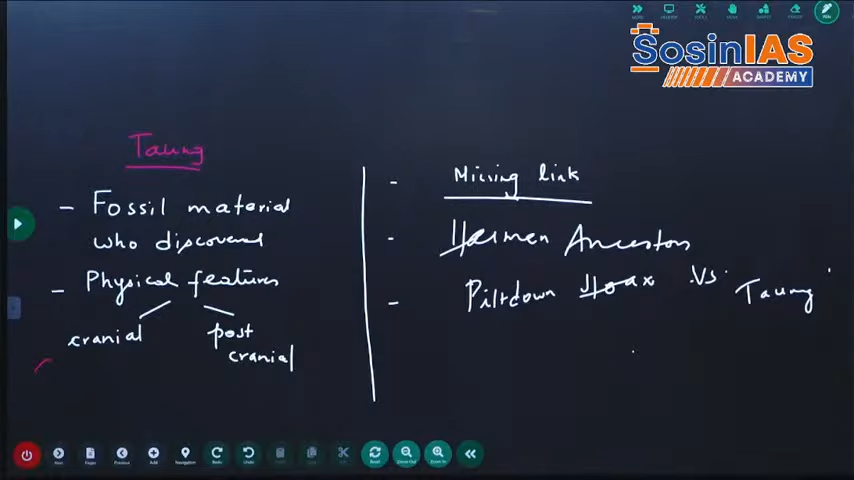 SosinIAS
ACADEMY
Taung
- Fossil material
who discovered
- Physical features
cranial
post
cranial
- Missing link
- Human Ancestors
- Piltdown Hoax Vs Taung